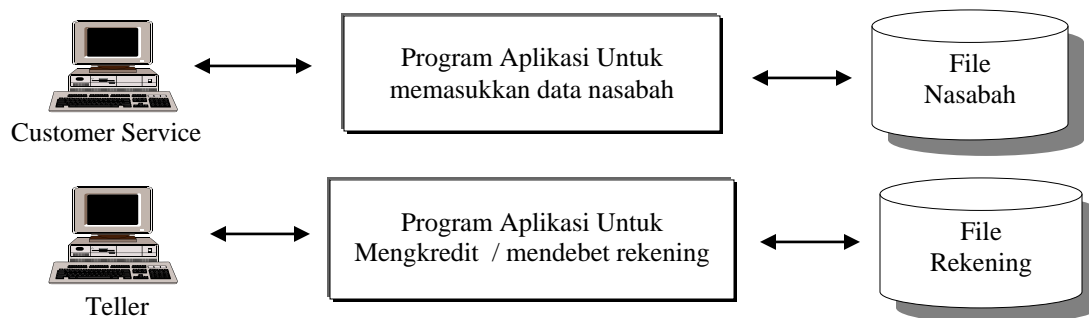 Program Aplikasi Untuk
memasukkan data nasabah
File
Nasabah
Customer Service
Program Aplikasi Untuk
Mengkredit / mendebet rekening
File
Rekening
Teller